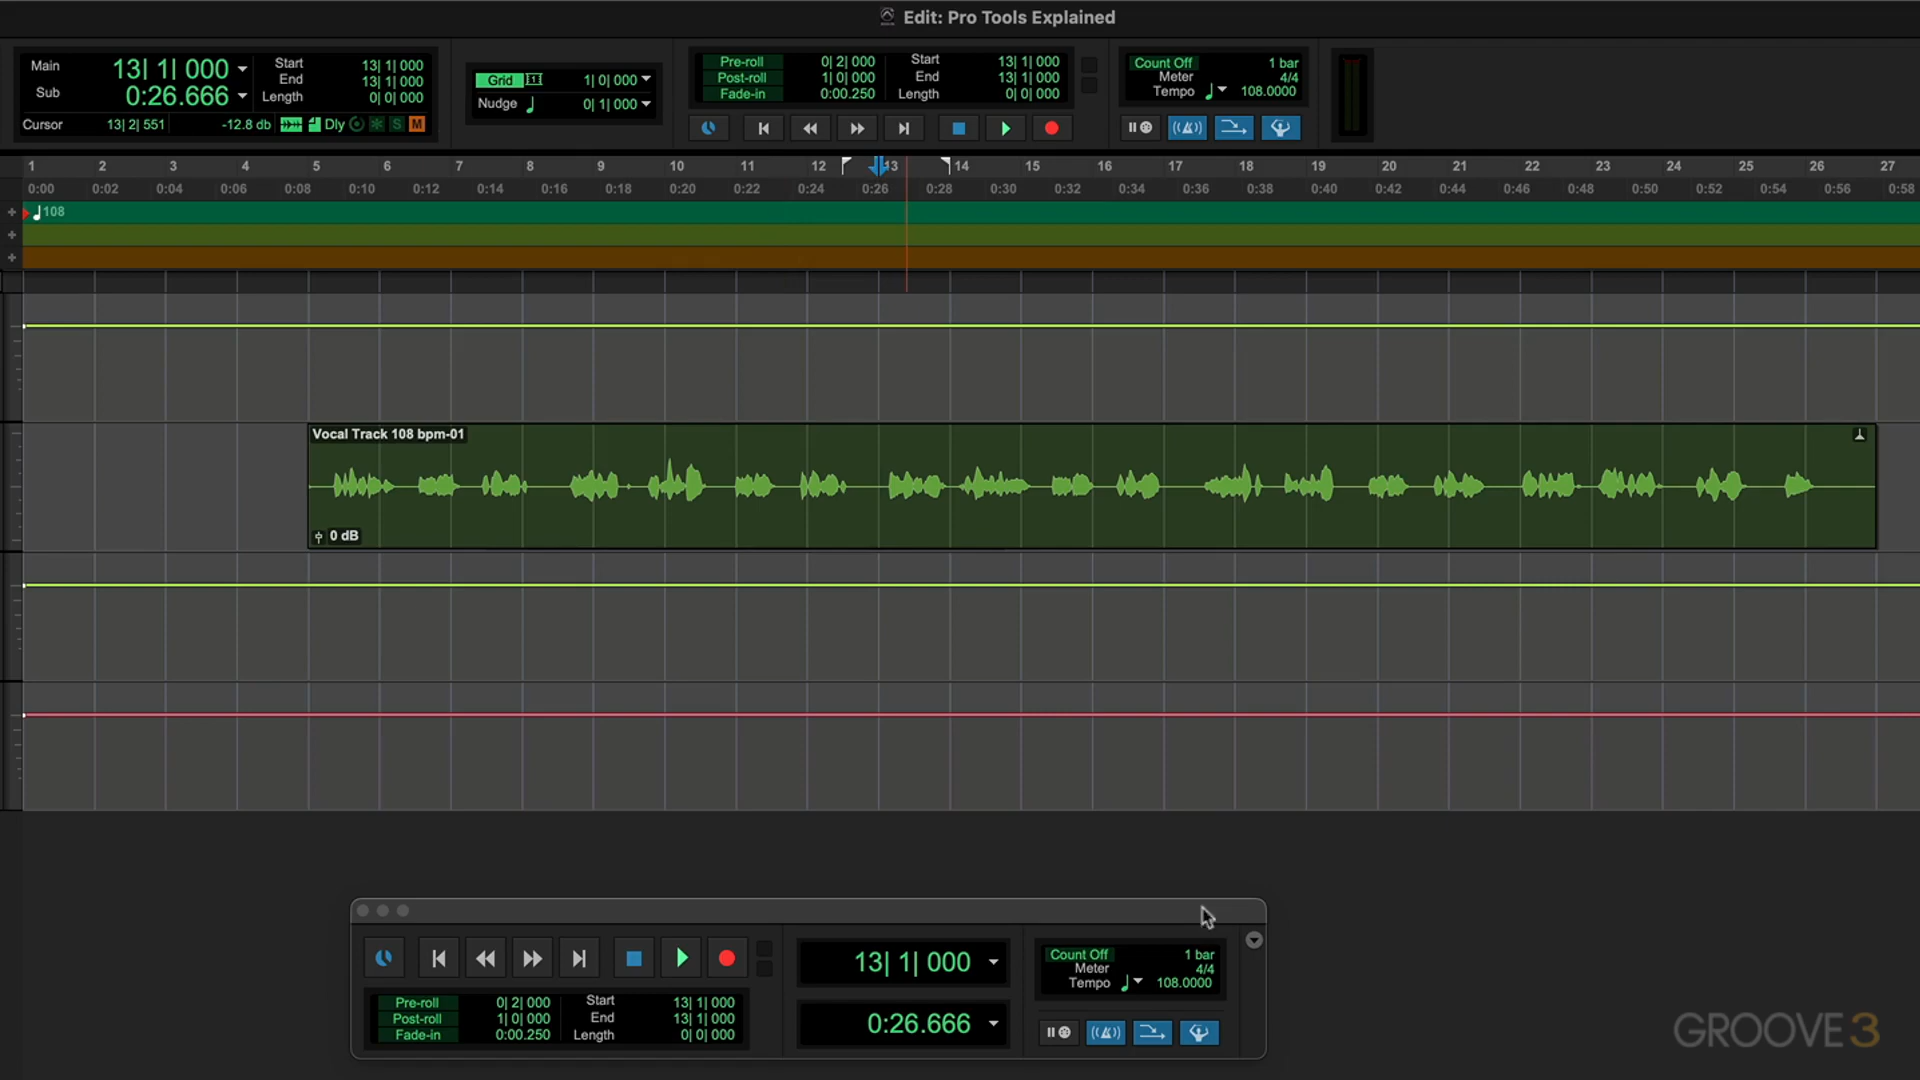 Edit: Pro Tools Explained
Main 13| 1| 000 Start 13| 1| 000
End 13| 1| 000
Sub 0:26.666 Length 0| 0| 000
Cursor 13| 2| 551 -12.8 db Dly S M
Grid 1| 0| 000
Nudge 0| 1| 000
Pre-roll 0| 2| 000 Start 13| 1| 000
Post-roll 1| 0| 000 End 13| 1| 000
Fade-in 0:00.250 Length 0| 0| 000
Count Off 1 bar
Meter 4/4
Tempo 108.0000
1 2 3 4 5 6 7 8 9 10 11 12 13 14 15 16 17 18 19 20 21 22 23 24 25 26 27
0:00 0:02 0:04 0:06 0:08 0:10 0:12 0:14 0:16 0:18 0:20 0:22 0:24 0:26 0:28 0:30 0:32 0:34 0:36 0:38 0:40 0:42 0:44 0:46 0:48 0:50 0:52 0:54 0:56 0:58
108
Vocal Track 108 bpm-01
0 dB
13| 1| 000
Count Off 1 bar
Meter 4/4
Tempo 108.0000
Pre-roll 0| 2| 000 Start 13| 1| 000
Post-roll 1| 0| 000 End 13| 1| 000
Fade-in 0:00.250 Length 0| 0| 000
0:26.666
GROOVE3